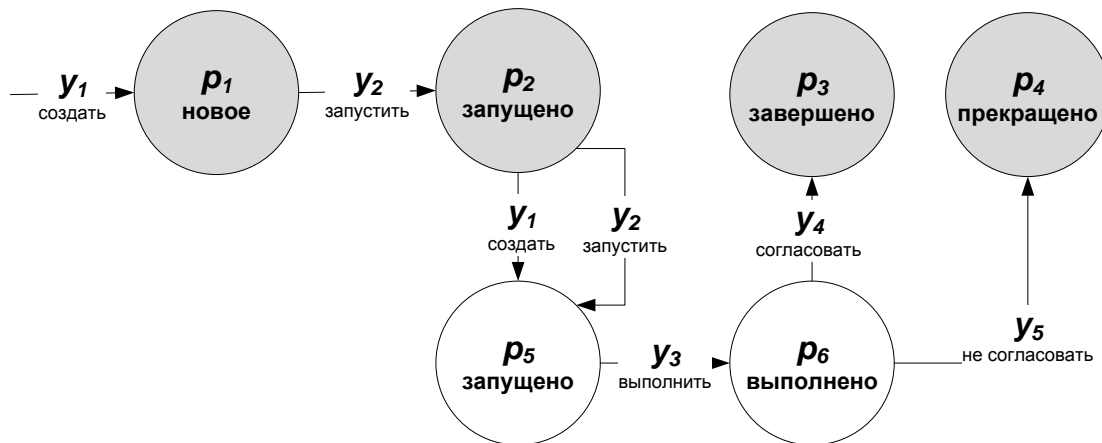 y1
создать
p1
новое
y2
запустить
p2
запущено
p3
завершено
p4
прекращено
y1
создать
y2
запустить
y4
согласовать
p5
запущено
y3
выполнить
p6
выполнено
y5
не согласовать